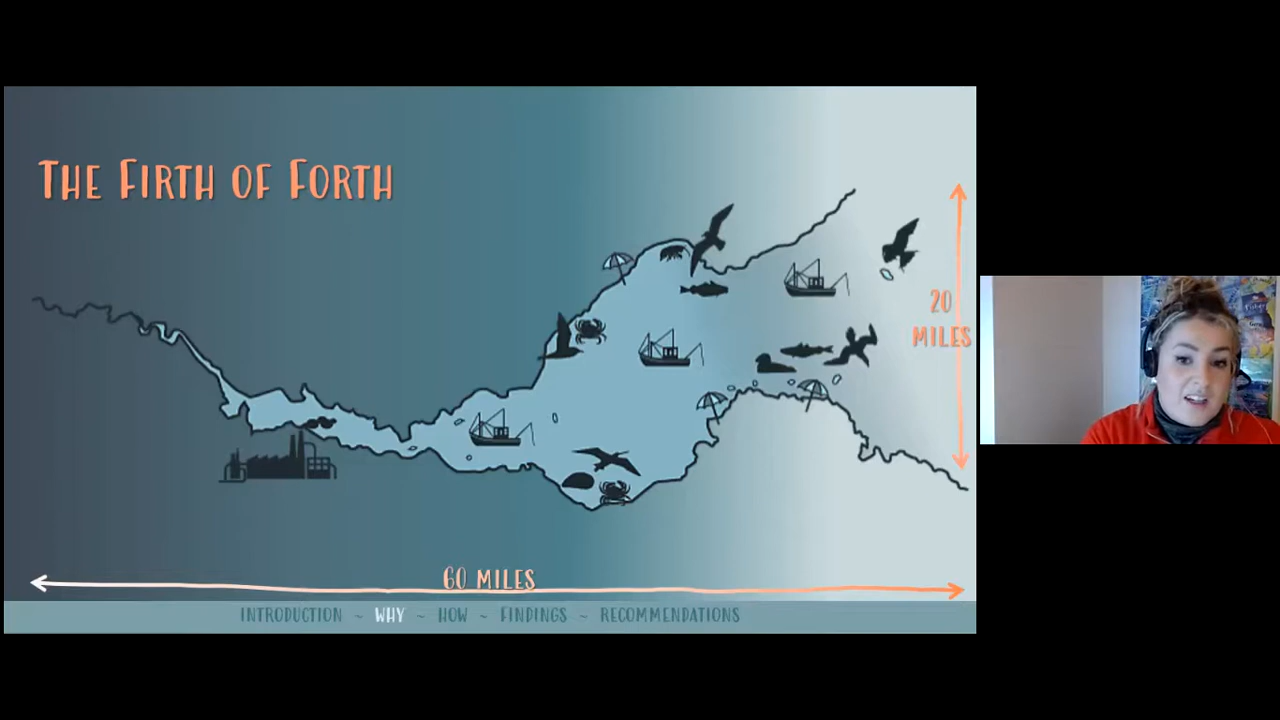 THE FIRTH OF FORTH
20
MILES
60 MILES
INTRODUCTION ~ WHY ~ HOW ~ FINDINGS ~ RECOMMENDATIONS